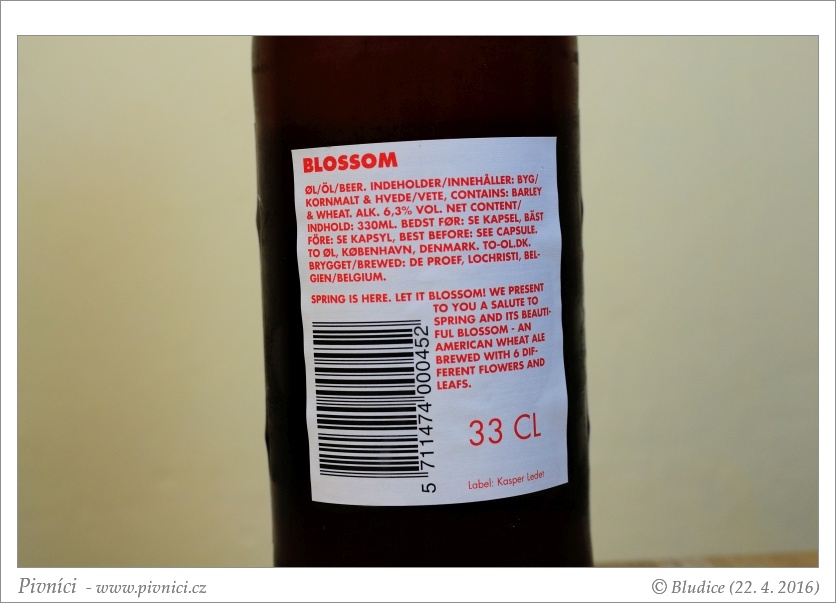 BLOSSOM
ØL/ÖL/BEER. INDEHOLDER/INNEHÅLLER: BYG/
KORNMALT & HVEDE/VETE, CONTAINS: BARLEY
& WHEAT. ALK. 6,3% VOL. NET CONTENT/
INDHOLD: 330ML. BEDST FØR: SE KAPSEL, BÄST
FÖRE: SE KAPSYL, BEST BEFORE: SEE CAPSULE.
TO ØL, KØBENHAVN, DENMARK. TO-OL.DK.
BRYGGET/BREWED: DE PROEF, LOCHRISTI, BEL-
GIEN/BELGIUM.
SPRING IS HERE. LET IT BLOSSOM! WE PRESENT
TO YOU A SALUTE TO
SPRING AND ITS BEAUTI-
FUL BLOSSOM - AN
AMERICAN WHEAT ALE
BREWED WITH 6 DIF-
FERENT FLOWERS AND
LEAFS.
5 711474 000452
33 CL
Label: Kasper Ledet
Pivníci - www.pivnici.cz
© Bludice (22. 4. 2016)